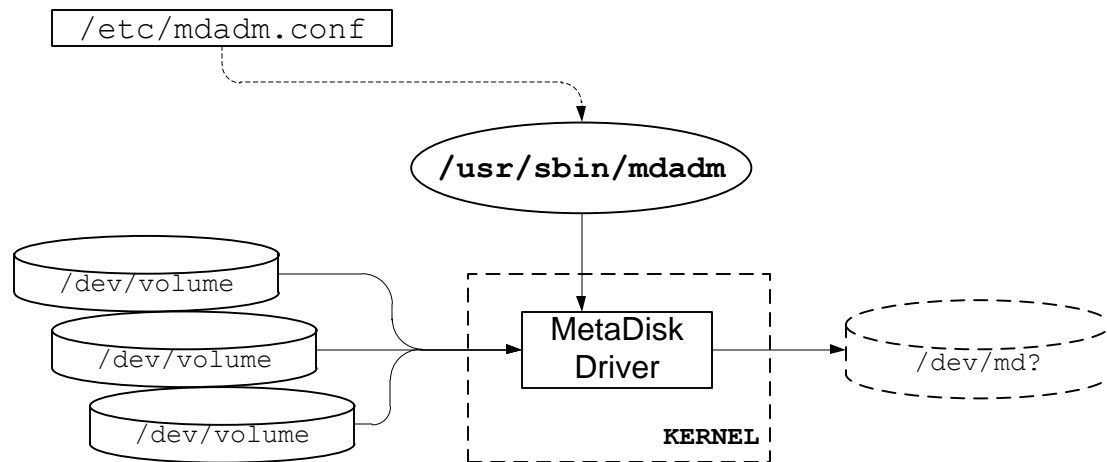 /etc/mdadm.conf
/usr/sbin/mdadm
/dev/volume
/dev/volume
/dev/volume
MetaDisk
Driver
KERNEL
/dev/md?